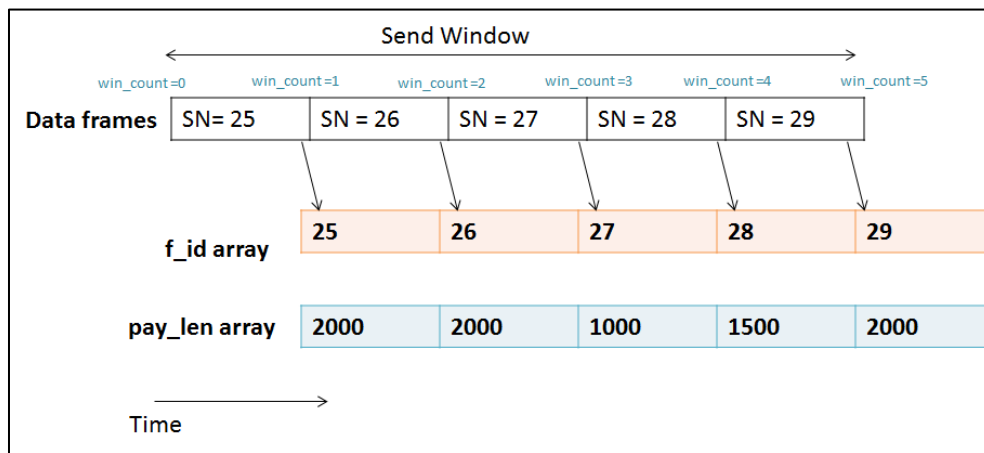 Send Window
win_count=0 win_count=1 win_count=2 win_count=3 win_count=4 win_count=5
Data frames SN= 25 SN = 26 SN = 27 SN = 28 SN = 29
f_id array 25 26 27 28 29
pay_len array 2000 2000 1000 1500 2000
Time